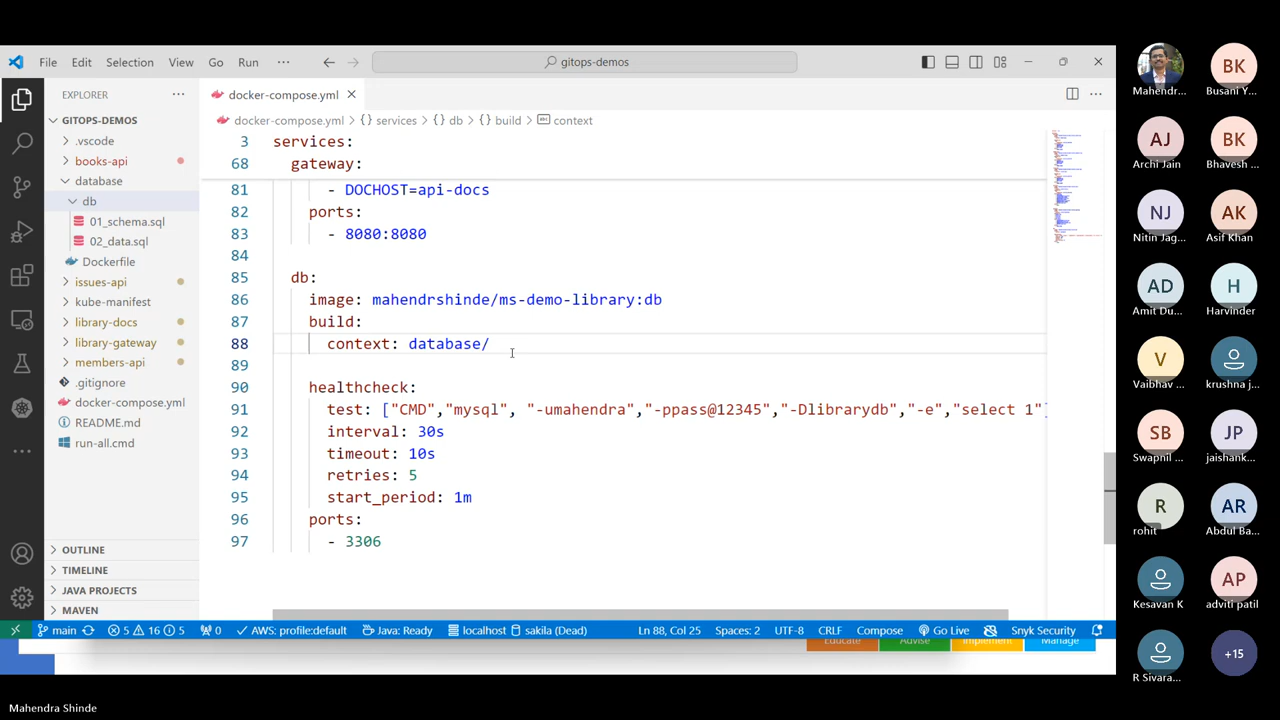 File Edit Selection View Go Run ··· gitops-demos
EXPLORER
GITOPS-DEMOS
.vscode
books-api
database
db
01_schema.sql
02_data.sql
Dockerfile
issues-api
kube-manifest
library-docs
library-gateway
members-api
.gitignore
docker-compose.yml
README.md
run-all.cmd
OUTLINE
TIMELINE
JAVA PROJECTS
MAVEN
docker-compose.yml
docker-compose.yml > {} services > {} db > {} build > context
3 services:
68 gateway:
81 - DOCHOST=api-docs
82 ports:
83 - 8080:8080
84
85 db:
86 image: mahendrshinde/ms-demo-library:db
87 build:
88 context: database/
89
90 healthcheck:
91 test: ["CMD","mysql", "-umahendra","-ppass@12345","-Dlibrarydb","-e","select 1"]
92 interval: 30s
93 timeout: 10s
94 retries: 5
95 start_period: 1m
96 ports:
97 - 3306
main 5 16 5 0 AWS: profile:default Java: Ready localhost sakila (Dead) Ln 88, Col 25 Spaces: 2 UTF-8 CRLF Compose Go Live Snyk Security
Educate Advise Implement Manage
Mahendr...
BK
Busani Y...
AJ
Archi Jain
BK
Bhavesh ...
NJ
Nitin Jag...
AK
Asif Khan
AD
Amit Du...
H
Harvinder
V
Vaibhav ...
krushna j...
SB
Swapnil ...
JP
jaishank...
R
rohit
AR
Abdul Ba...
Kesavan K
AP
adviti patil
R Sivara...
+15
Mahendra Shinde